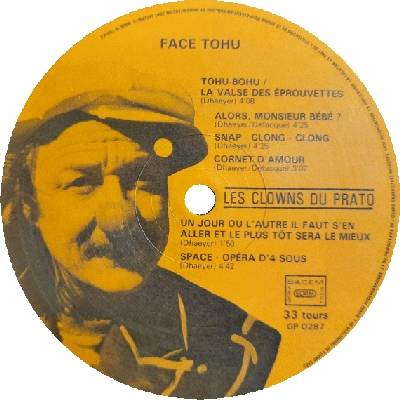 FACE TOHU
TOHU-BOHU /
LA VALSE DES ÉPROUVETTES
(Dhaeyer) 4'08
ALORS, MONSIEUR BÉBÉ ?
(Dhaeyer/Delacque) 4'25
SNAP - CLONG - CLONG
(Dhaeyer) 4'25
CORNET D'AMOUR
(Dhaeyer/Delacque) 3'07
LES CLOWNS DU PRATO
UN JOUR OU L'AUTRE IL FAUT S'EN
ALLER ET LE PLUS TÔT SERA LE MIEUX
(Dhaeyer) 1'50
SPACE - OPÉRA D'4 SOUS
(Dhaeyer) 4'42
SACEM
33 tours
GP 0287